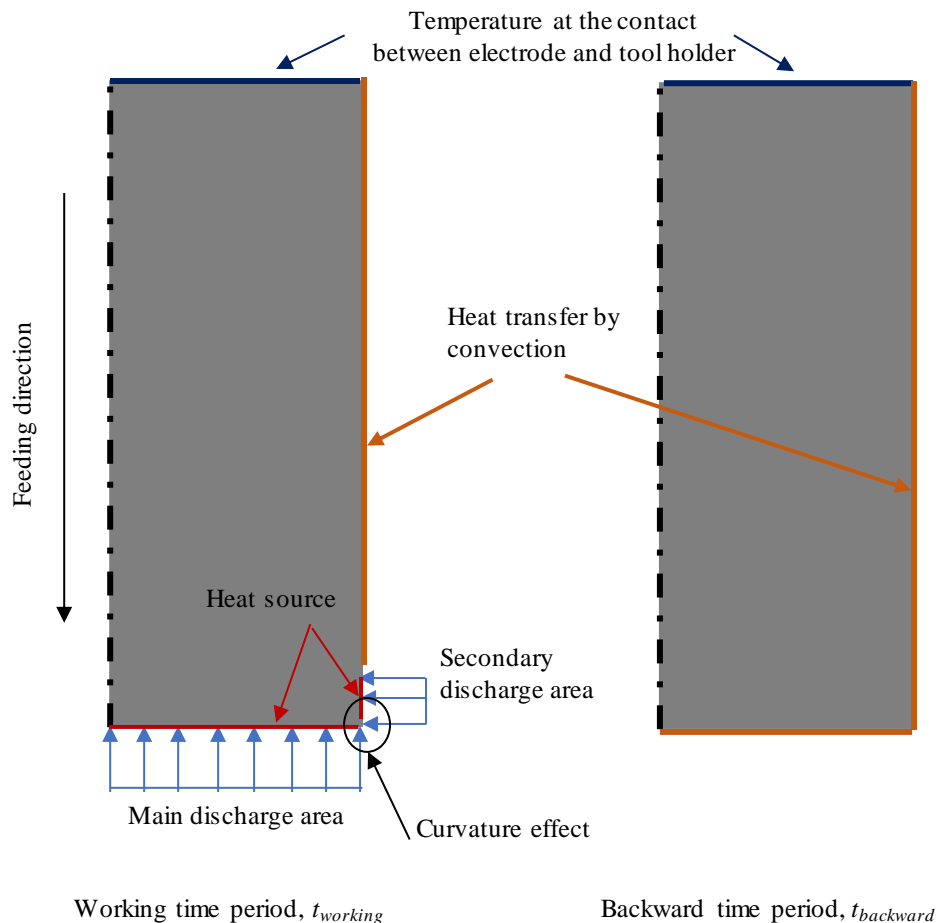 Temperature at the contact
between electrode and tool holder
Feeding direction
Heat transfer by
convection
Heat source
Secondary
discharge area
Main discharge area
Curvature effect
Working time period, t_working
Backward time period, t_backward